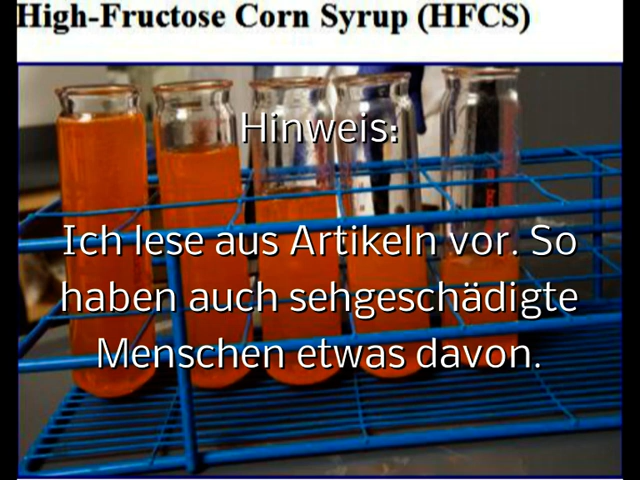 High-Fructose Corn Syrup (HFCS)
Hinweis:
Ich lese aus Artikeln vor. So
haben auch sehgeschädigte
Menschen etwas davon.